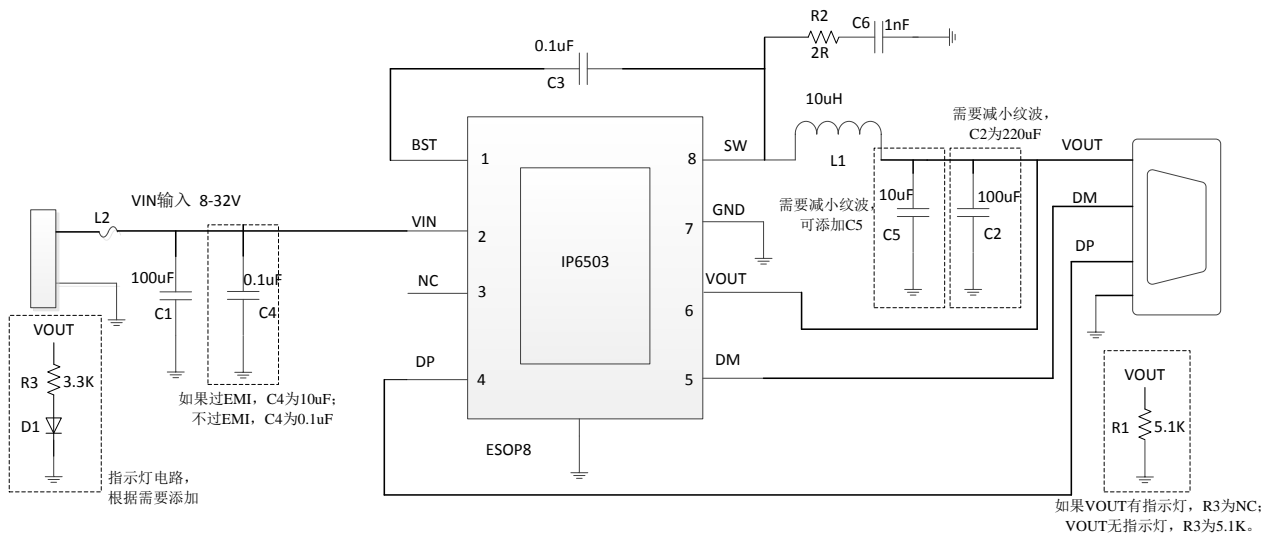 R2
C6
1nF
2R
0.1uF
C3
10uH
L1
需要减小纹波，
C2为220uF
BST
1
8
SW
VOUT
VIN输入 8-32V
L2
VIN
2
7
GND
需要减小纹波，
可添加C5
10uF
C5
100uF
C2
DM
DP
IP6503
100uF
C1
0.1uF
C4
NC
3
VOUT
6
DP
4
5
DM
VOUT
R3
3.3K
D1
如果过EMI，C4为10uF；
不过EMI，C4为0.1uF
ESOP8
指示灯电路，
根据需要添加
VOUT
R1
5.1K
如果VOUT有指示灯，R3为NC；
VOUT无指示灯，R3为5.1K。